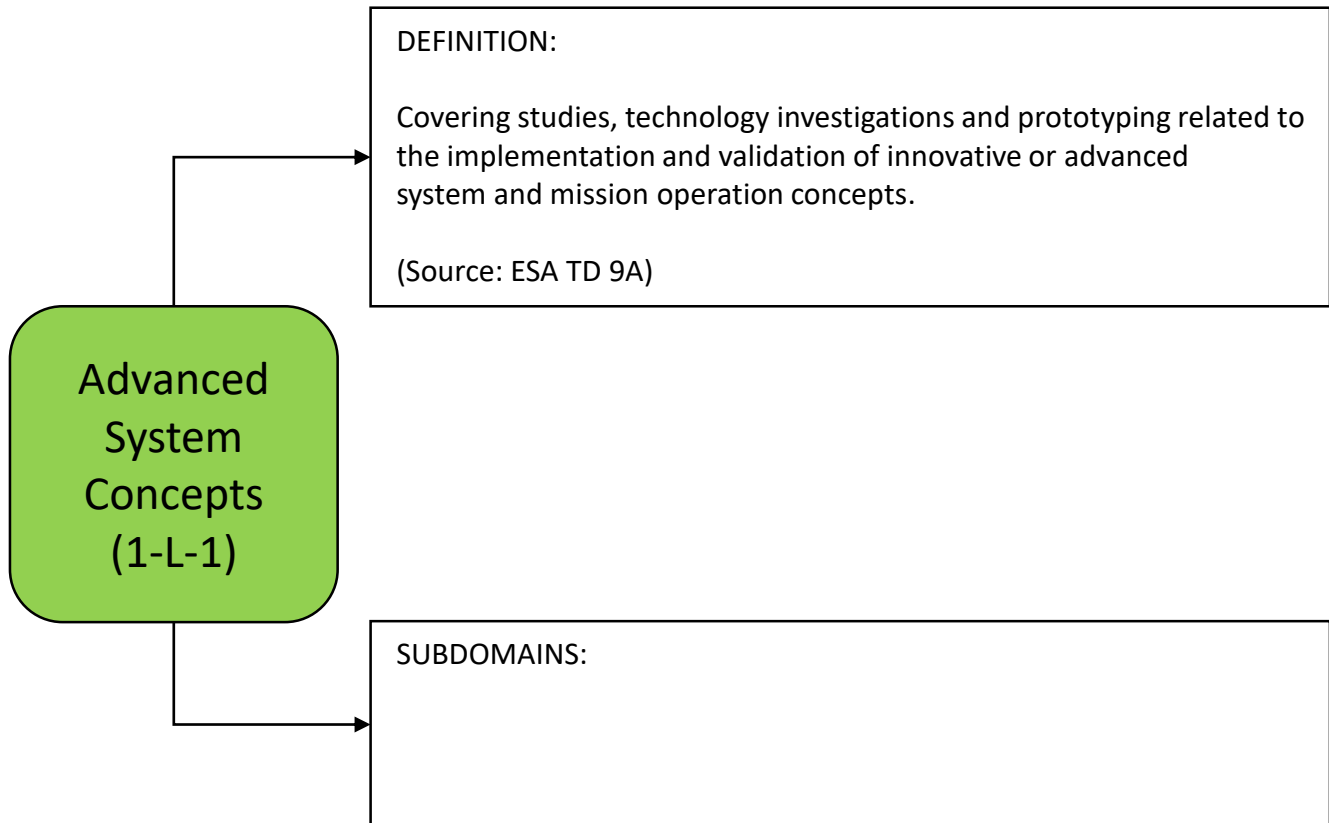 DEFINITION:
Covering studies, technology investigations and prototyping related to
the implementation and validation of innovative or advanced
system and mission operation concepts.
(Source: ESA TD 9A)
Advanced
System
Concepts
(1-L-1)
SUBDOMAINS: